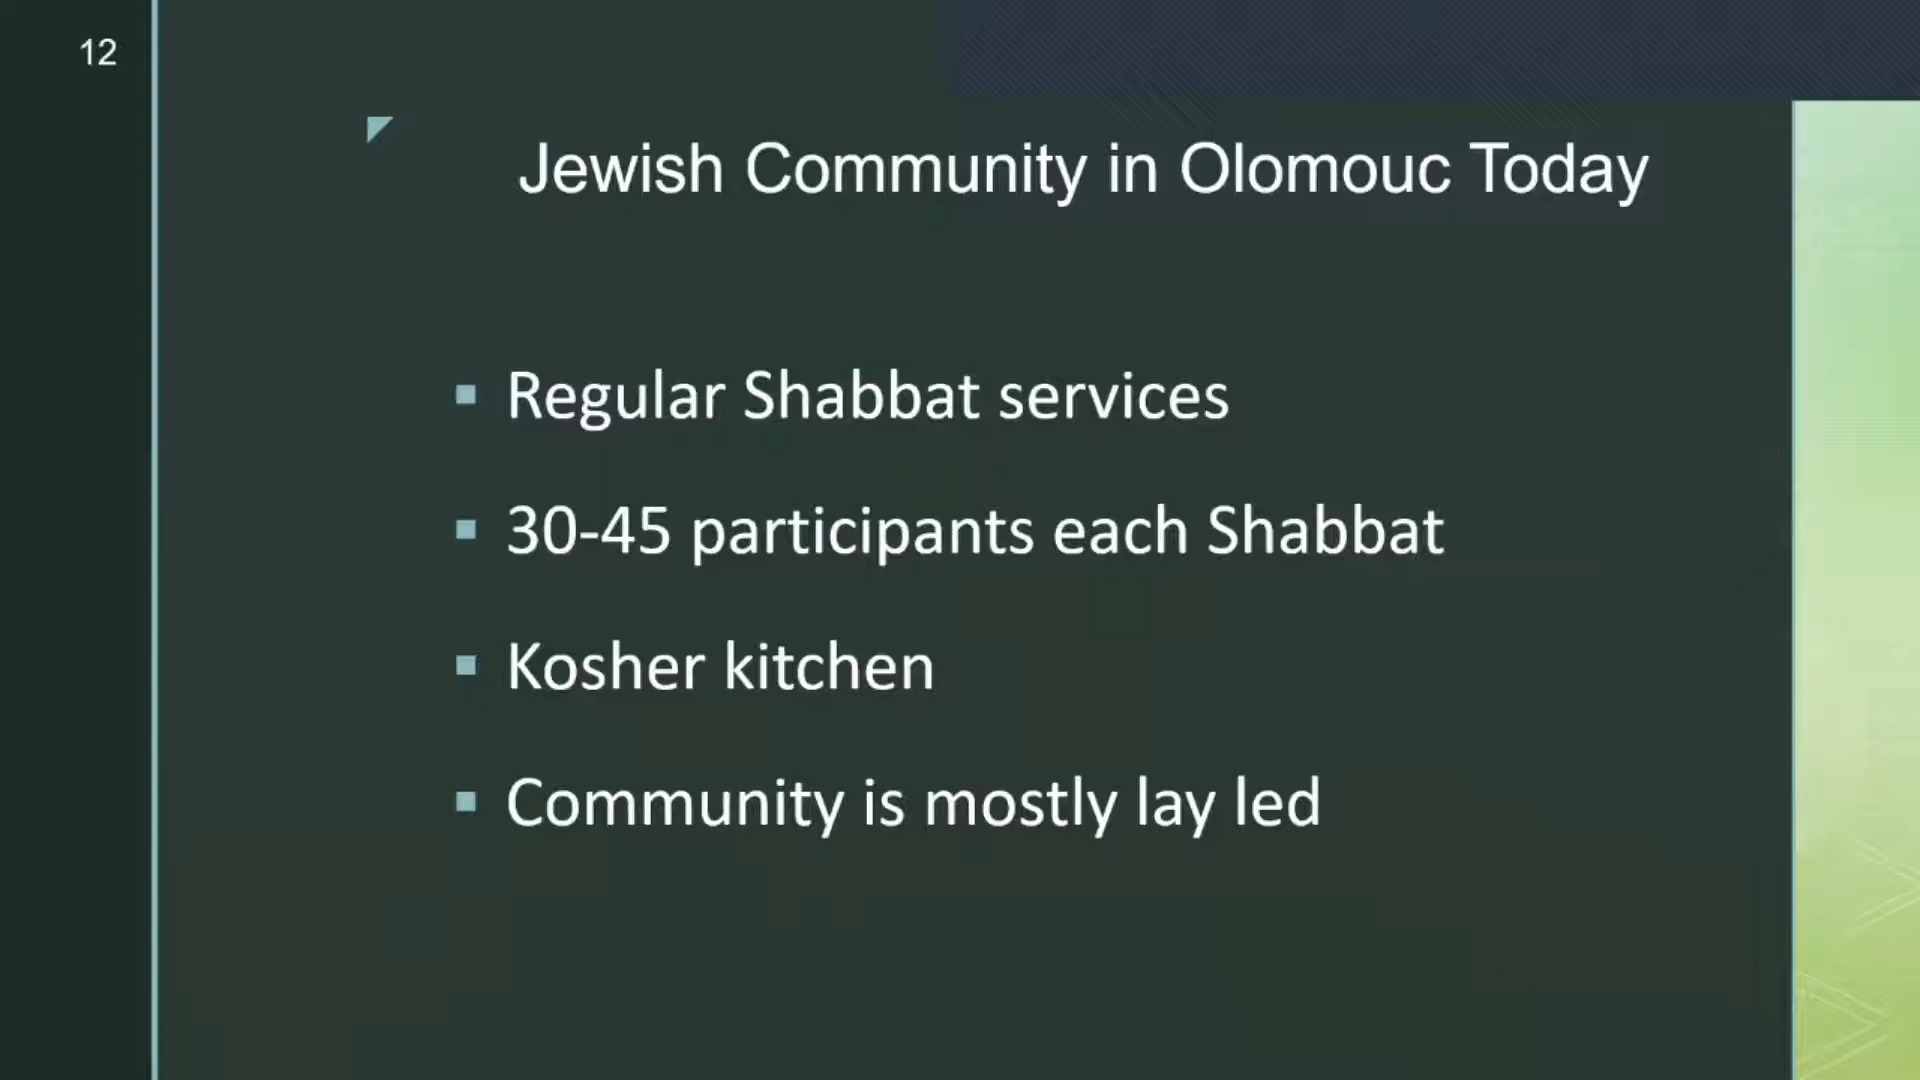 12
Jewish Community in Olomouc Today
Regular Shabbat services
30-45 participants each Shabbat
Kosher kitchen
Community is mostly lay led